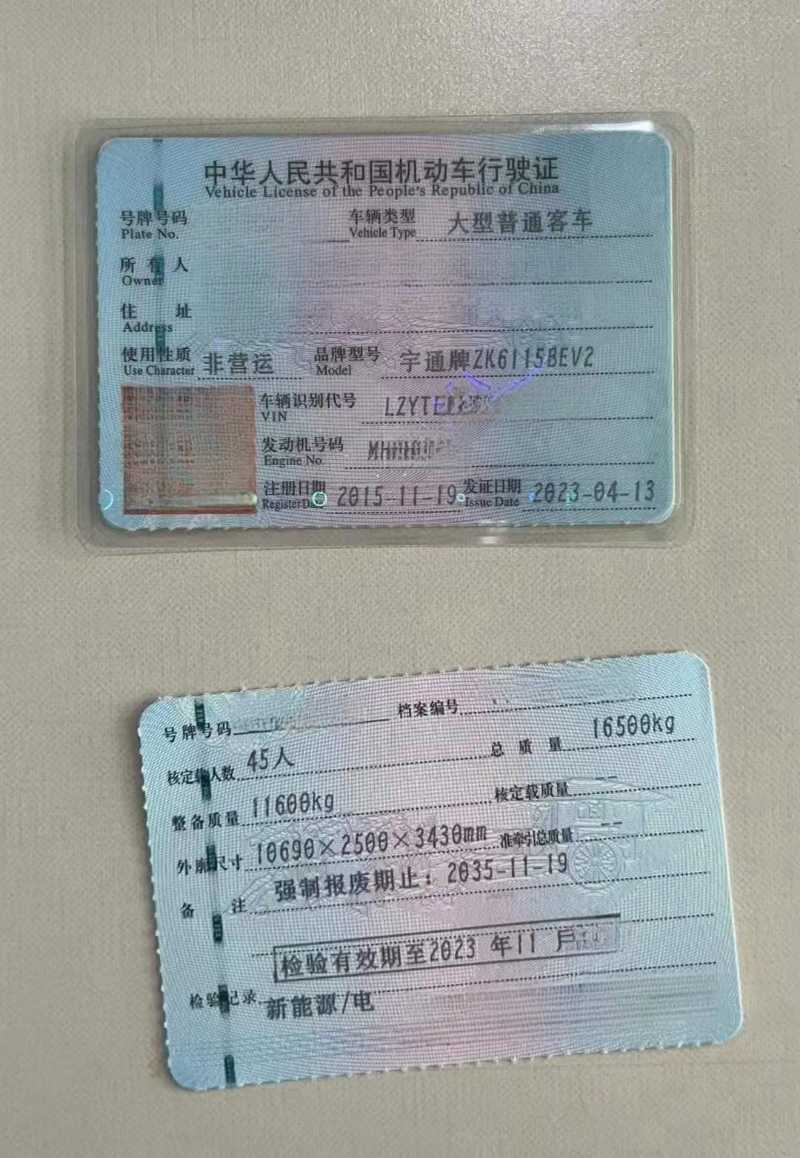 中华人民共和国机动车行驶证
Vehicle License of the People's Republic of China
号牌号码 车辆类型 大型普通客车
Plate No. Vehicle Type
所有人
Owner
住址
Address
使用性质 非营运 品牌型号 宇通牌ZK6115BEV2
Use Character Model
车辆识别代号 LZYTE
VIN
发动机号码
Engine No.
注册日期 2015-11-19 发证日期 2023-04-13
Register Date Issue Date
号牌号码 档案编号
核定载人数 45人 总质量 16500kg
整备质量 11600kg 核定载质量 --
外廓尺寸 10690×2500×3430mm 准牵引总质量 --
备注 强制报废期止：2035-11-19
检验有效期至2023 年11 月
检验记录 新能源/电